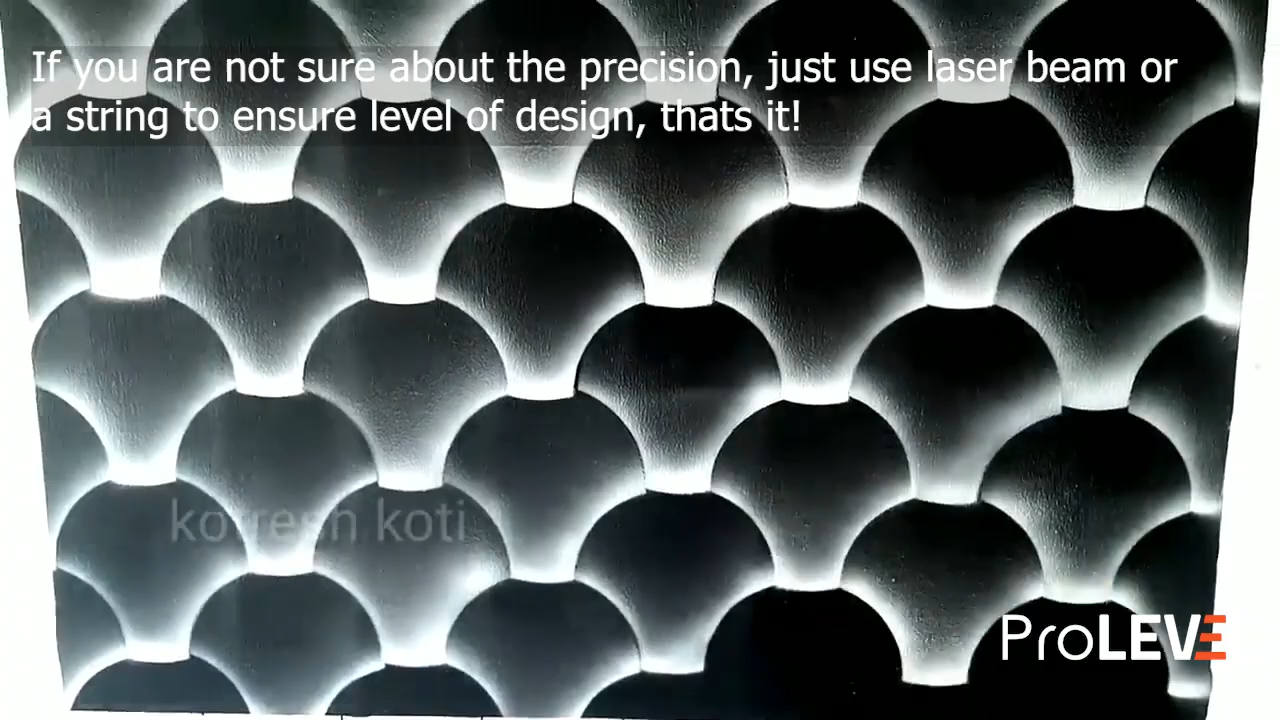 If you are not sure about the precision, just use laser beam or
a string to ensure level of design, thats it!
kotresh koti
ProLEVE